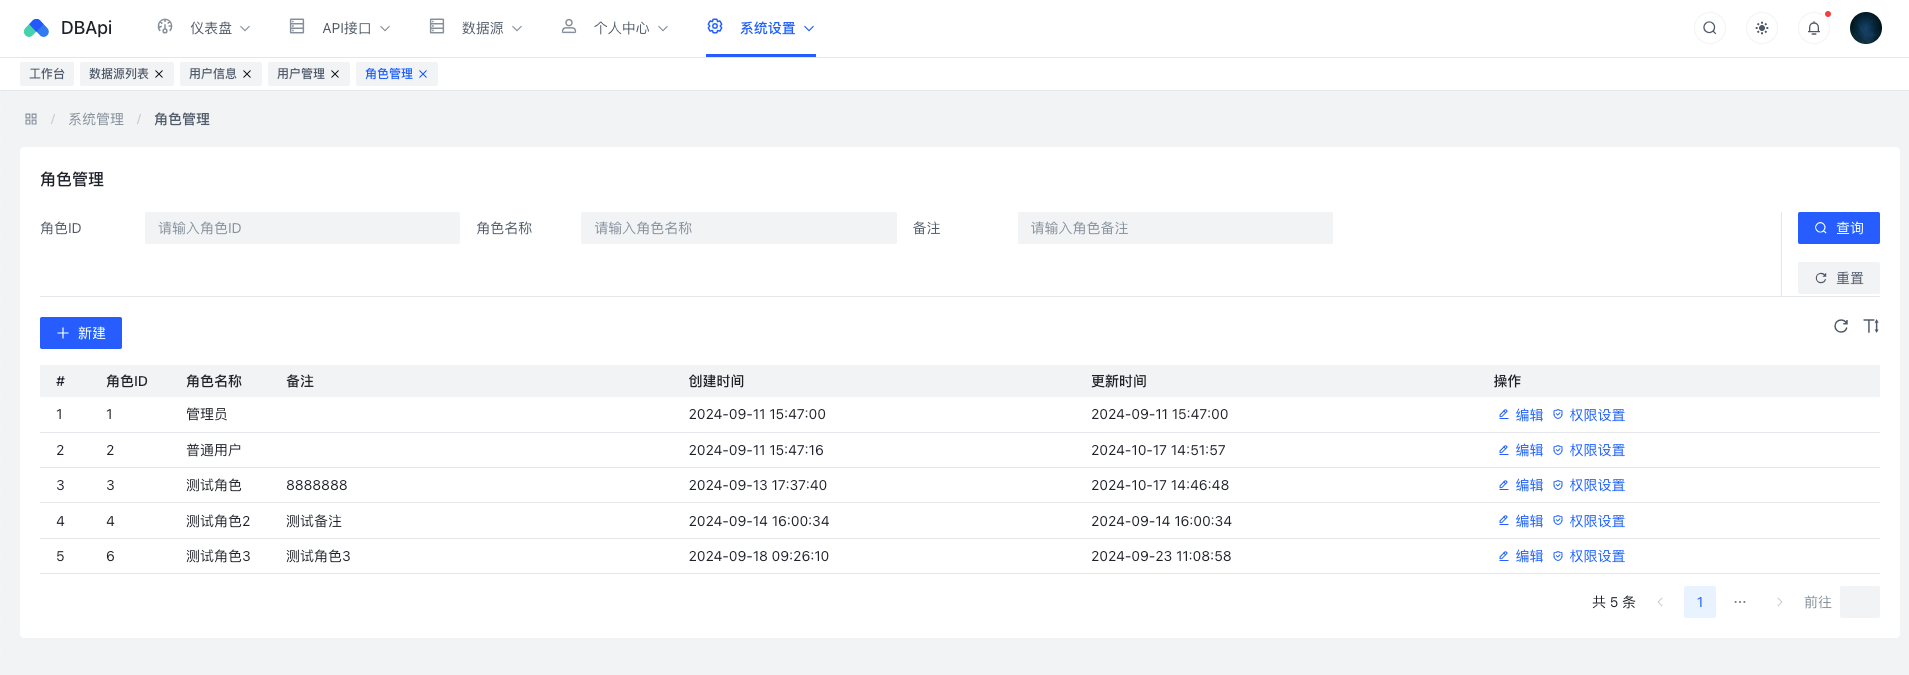 DBApi 仪表盘 API接口 数据源 个人中心 系统设置
工作台 数据源列表 用户信息 用户管理 角色管理
/ 系统管理 / 角色管理
角色管理
角色ID 请输入角色ID 角色名称 请输入角色名称 备注 请输入角色备注 查询
重置
新建
# 角色ID 角色名称 备注 创建时间 更新时间 操作
1 1 管理员 2024-09-11 15:47:00 2024-09-11 15:47:00 编辑 权限设置
2 2 普通用户 2024-09-11 15:47:16 2024-10-17 14:51:57 编辑 权限设置
3 3 测试角色 8888888 2024-09-13 17:37:40 2024-10-17 14:46:48 编辑 权限设置
4 4 测试角色2 测试备注 2024-09-14 16:00:34 2024-09-14 16:00:34 编辑 权限设置
5 6 测试角色3 测试角色3 2024-09-18 09:26:10 2024-09-23 11:08:58 编辑 权限设置
共 5 条 1 ··· 前往